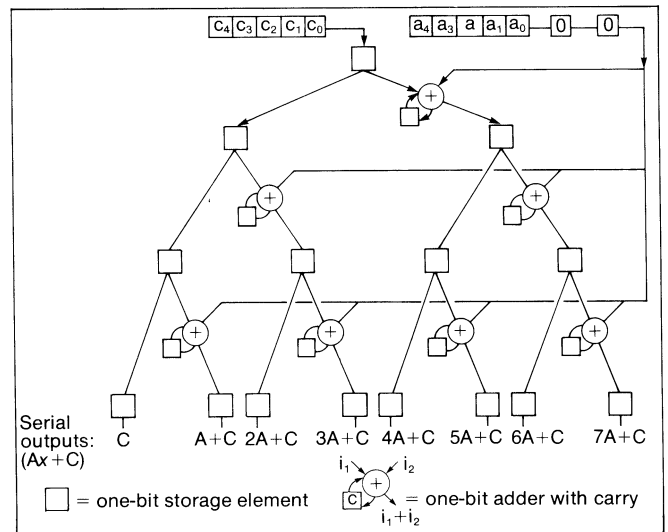 C4 C3 C2 C1 C0 a4 a3 a a1 a0 0 0
+
+ +
+ + + +
Serial
outputs: C A+C 2A+C 3A+C 4A+C 5A+C 6A+C 7A+C
(Ax+C)
i1 i2
= one-bit storage element C + = one-bit adder with carry
i1+i2